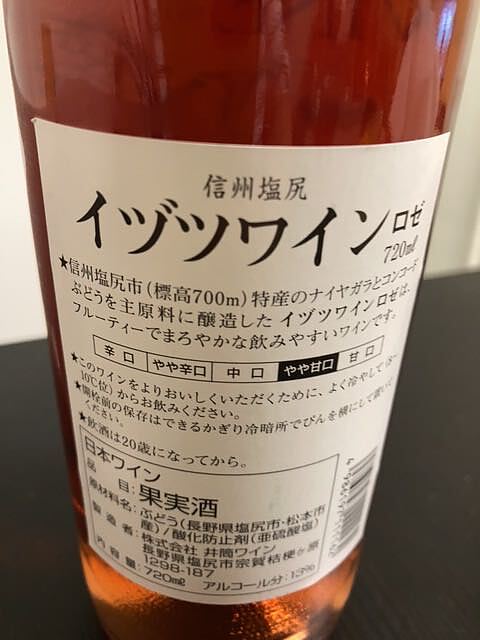 信州塩尻
イヅツワイン ロゼ
720㎖
★信州塩尻市(標高700m)特産のナイヤガラとコンコード
ぶどうを主原料に醸造したイヅツワインロゼは、
フルーティーでまろやかな飲みやすいワインです。
辛口 やや辛口 中口 やや甘口 甘口
★このワインをよりおいしくいただくために、よく冷やして(8~
10℃位)からお飲みください。
★開栓前の保存はできるかぎり冷暗所でびんを横にして置いて
ください。
★飲酒は20歳になってから。
日本ワイン
品目:果実酒
原材料名:ぶどう(長野県塩尻市・松本市
産)/酸化防止剤(亜硫酸塩)
製造者:株式会社 井筒ワイン
長野県塩尻市宗賀桔梗ヶ原
1298-187
内容量:720㎖ アルコール分:13%